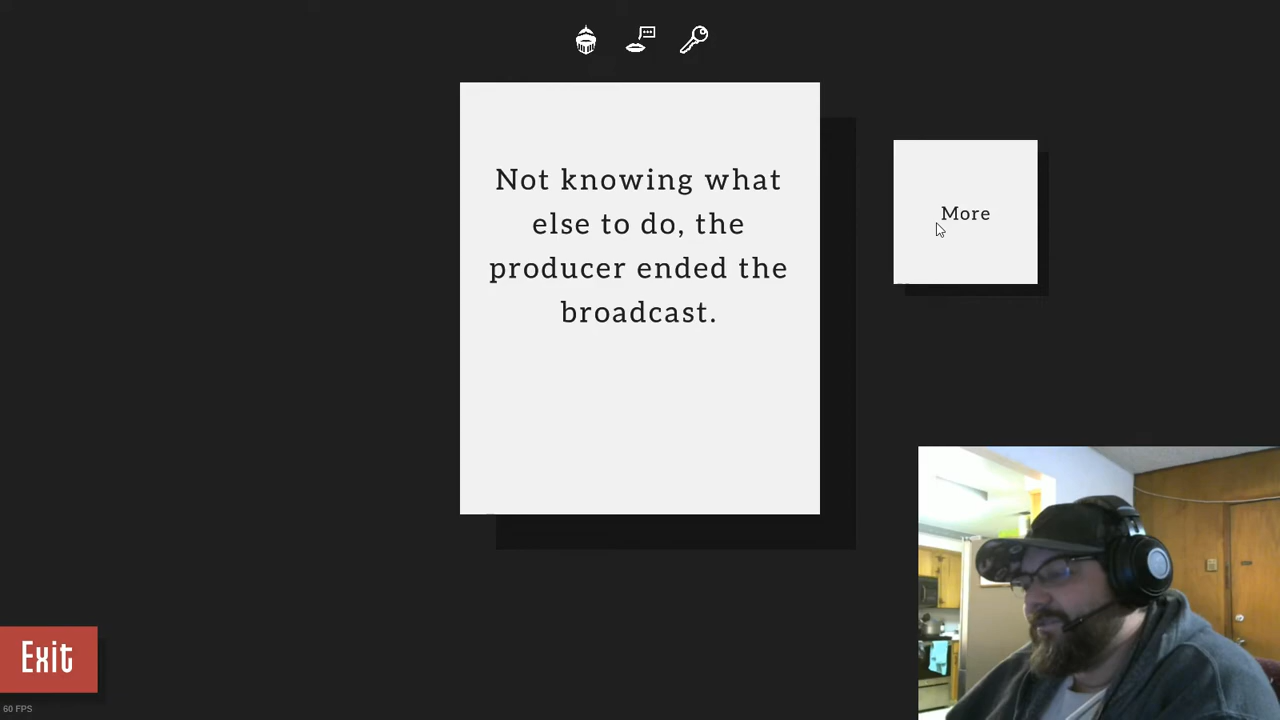 Not knowing what
else to do, the
producer ended the
broadcast.
More
Exit
60 FPS